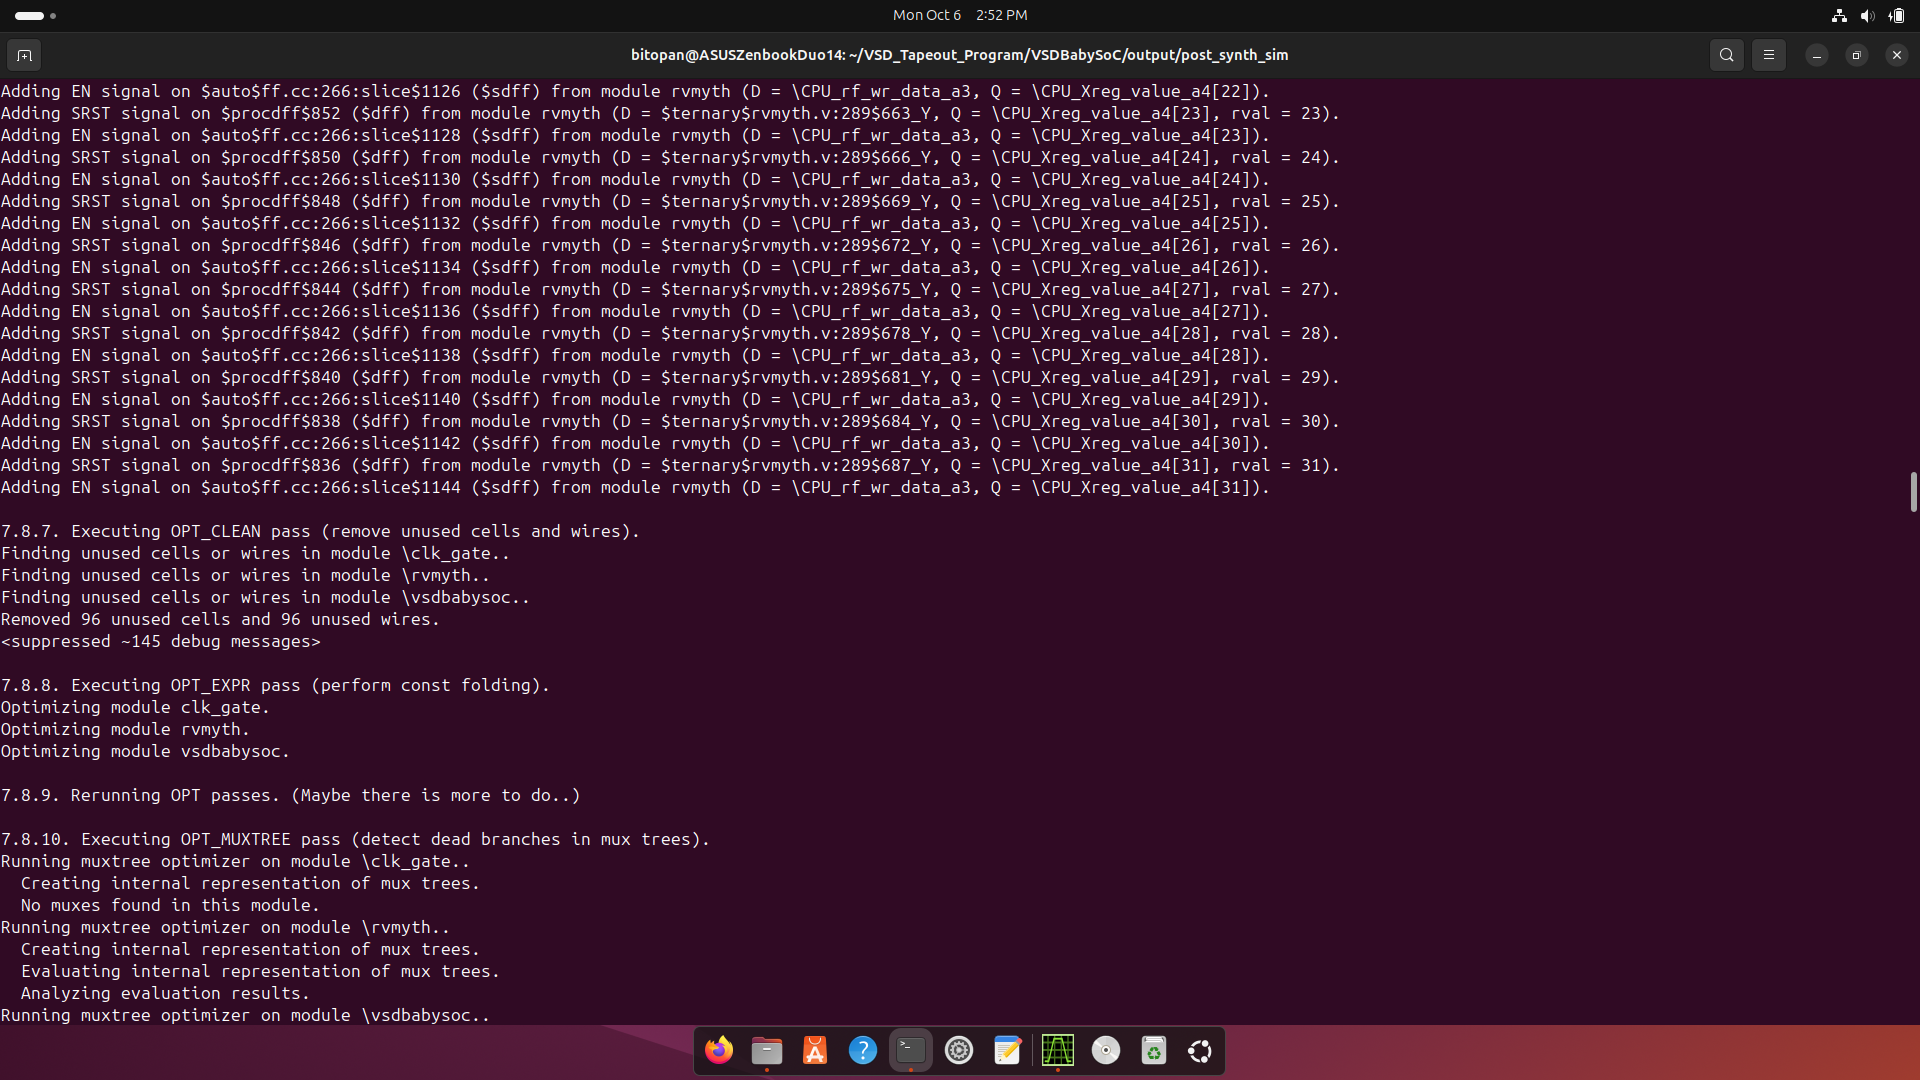 Mon Oct 6 2:52 PM
bitopan@ASUSZenbookDuo14: ~/VSD_Tapeout_Program/VSDBabySoC/output/post_synth_sim
Adding EN signal on $auto$ff.cc:266:slice$1126 ($sdff) from module rvmyth (D = \CPU_rf_wr_data_a3, Q = \CPU_Xreg_value_a4[22]).
Adding SRST signal on $procdff$852 ($dff) from module rvmyth (D = $ternary$rvmyth.v:289$663_Y, Q = \CPU_Xreg_value_a4[23], rval = 23).
Adding EN signal on $auto$ff.cc:266:slice$1128 ($sdff) from module rvmyth (D = \CPU_rf_wr_data_a3, Q = \CPU_Xreg_value_a4[23]).
Adding SRST signal on $procdff$850 ($dff) from module rvmyth (D = $ternary$rvmyth.v:289$666_Y, Q = \CPU_Xreg_value_a4[24], rval = 24).
Adding EN signal on $auto$ff.cc:266:slice$1130 ($sdff) from module rvmyth (D = \CPU_rf_wr_data_a3, Q = \CPU_Xreg_value_a4[24]).
Adding SRST signal on $procdff$848 ($dff) from module rvmyth (D = $ternary$rvmyth.v:289$669_Y, Q = \CPU_Xreg_value_a4[25], rval = 25).
Adding EN signal on $auto$ff.cc:266:slice$1132 ($sdff) from module rvmyth (D = \CPU_rf_wr_data_a3, Q = \CPU_Xreg_value_a4[25]).
Adding SRST signal on $procdff$846 ($dff) from module rvmyth (D = $ternary$rvmyth.v:289$672_Y, Q = \CPU_Xreg_value_a4[26], rval = 26).
Adding EN signal on $auto$ff.cc:266:slice$1134 ($sdff) from module rvmyth (D = \CPU_rf_wr_data_a3, Q = \CPU_Xreg_value_a4[26]).
Adding SRST signal on $procdff$844 ($dff) from module rvmyth (D = $ternary$rvmyth.v:289$675_Y, Q = \CPU_Xreg_value_a4[27], rval = 27).
Adding EN signal on $auto$ff.cc:266:slice$1136 ($sdff) from module rvmyth (D = \CPU_rf_wr_data_a3, Q = \CPU_Xreg_value_a4[27]).
Adding SRST signal on $procdff$842 ($dff) from module rvmyth (D = $ternary$rvmyth.v:289$678_Y, Q = \CPU_Xreg_value_a4[28], rval = 28).
Adding EN signal on $auto$ff.cc:266:slice$1138 ($sdff) from module rvmyth (D = \CPU_rf_wr_data_a3, Q = \CPU_Xreg_value_a4[28]).
Adding SRST signal on $procdff$840 ($dff) from module rvmyth (D = $ternary$rvmyth.v:289$681_Y, Q = \CPU_Xreg_value_a4[29], rval = 29).
Adding EN signal on $auto$ff.cc:266:slice$1140 ($sdff) from module rvmyth (D = \CPU_rf_wr_data_a3, Q = \CPU_Xreg_value_a4[29]).
Adding SRST signal on $procdff$838 ($dff) from module rvmyth (D = $ternary$rvmyth.v:289$684_Y, Q = \CPU_Xreg_value_a4[30], rval = 30).
Adding EN signal on $auto$ff.cc:266:slice$1142 ($sdff) from module rvmyth (D = \CPU_rf_wr_data_a3, Q = \CPU_Xreg_value_a4[30]).
Adding SRST signal on $procdff$836 ($dff) from module rvmyth (D = $ternary$rvmyth.v:289$687_Y, Q = \CPU_Xreg_value_a4[31], rval = 31).
Adding EN signal on $auto$ff.cc:266:slice$1144 ($sdff) from module rvmyth (D = \CPU_rf_wr_data_a3, Q = \CPU_Xreg_value_a4[31]).
7.8.7. Executing OPT_CLEAN pass (remove unused cells and wires).
Finding unused cells or wires in module \clk_gate..
Finding unused cells or wires in module \rvmyth..
Finding unused cells or wires in module \vsdbabysoc..
Removed 96 unused cells and 96 unused wires.
<suppressed ~145 debug messages>
7.8.8. Executing OPT_EXPR pass (perform const folding).
Optimizing module clk_gate.
Optimizing module rvmyth.
Optimizing module vsdbabysoc.
7.8.9. Rerunning OPT passes. (Maybe there is more to do..)
7.8.10. Executing OPT_MUXTREE pass (detect dead branches in mux trees).
Running muxtree optimizer on module \clk_gate..
Creating internal representation of mux trees.
No muxes found in this module.
Running muxtree optimizer on module \rvmyth..
Creating internal representation of mux trees.
Evaluating internal representation of mux trees.
Analyzing evaluation results.
Running muxtree optimizer on module \vsdbabysoc..